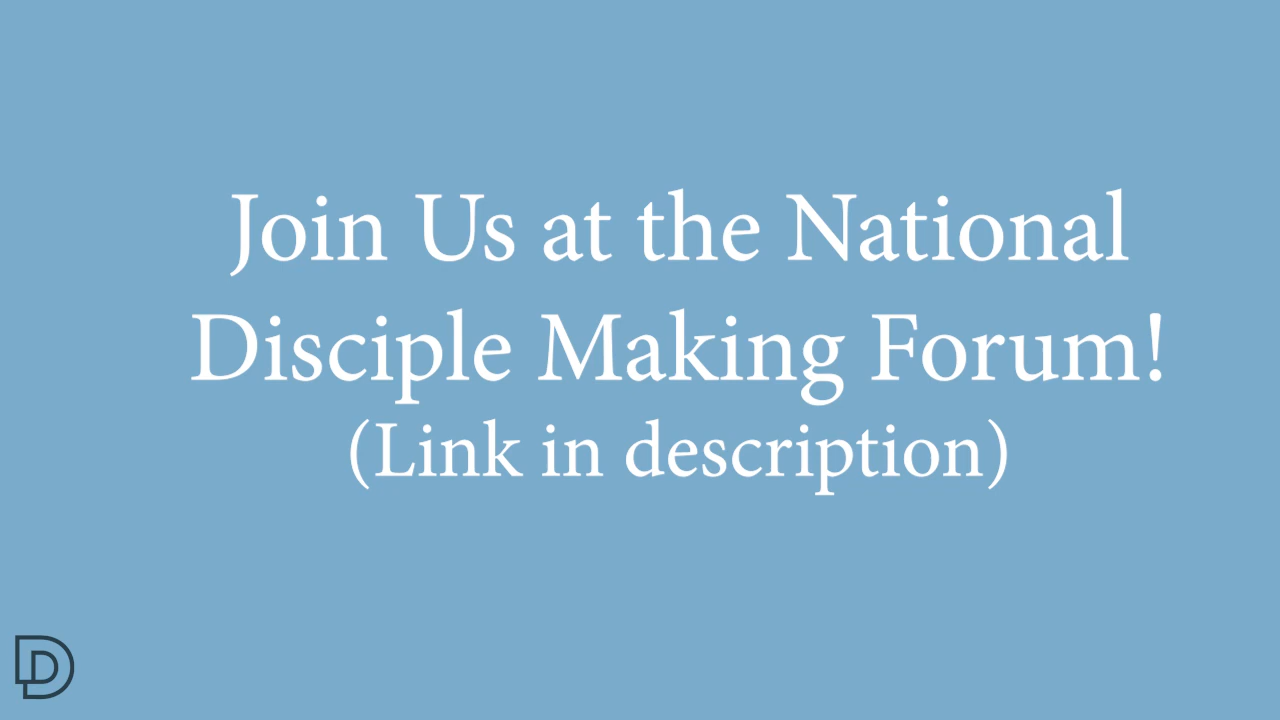 Join Us at the National
Disciple Making Forum!
(Link in description)